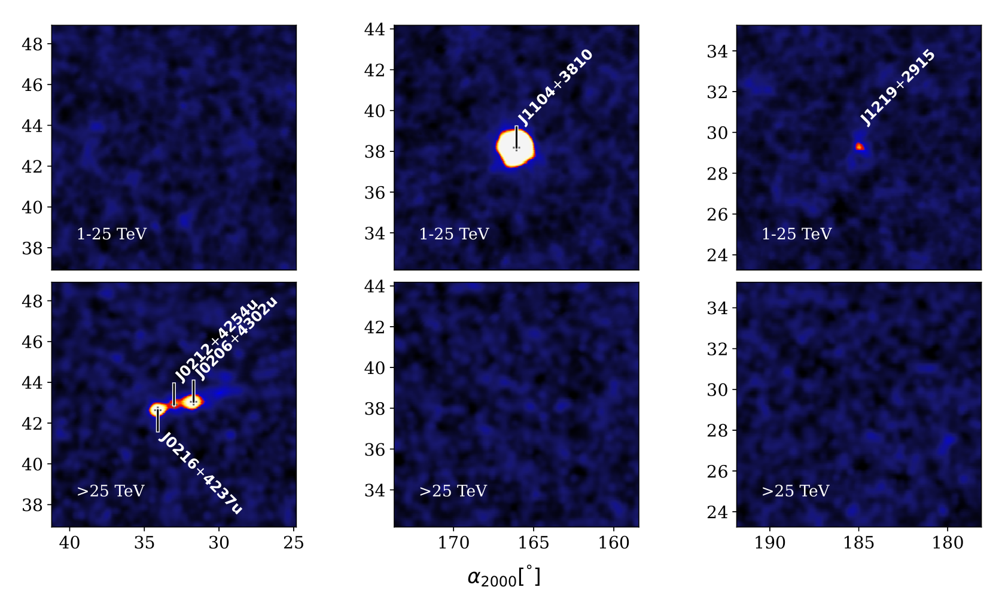 48
46
44
42
40
38
1-25 TeV
44
42
40
38
36
34
J1104+3810
1-25 TeV
34
32
30
28
26
24
J1219+2915
1-25 TeV
48
46
44
42
40
38
J0212+4254u
J0206+4302u
J0216+4237u
>25 TeV
40 35 30 25
44
42
40
38
36
34
>25 TeV
170 165 160
34
32
30
28
26
24
>25 TeV
190 185 180
α2000[°]